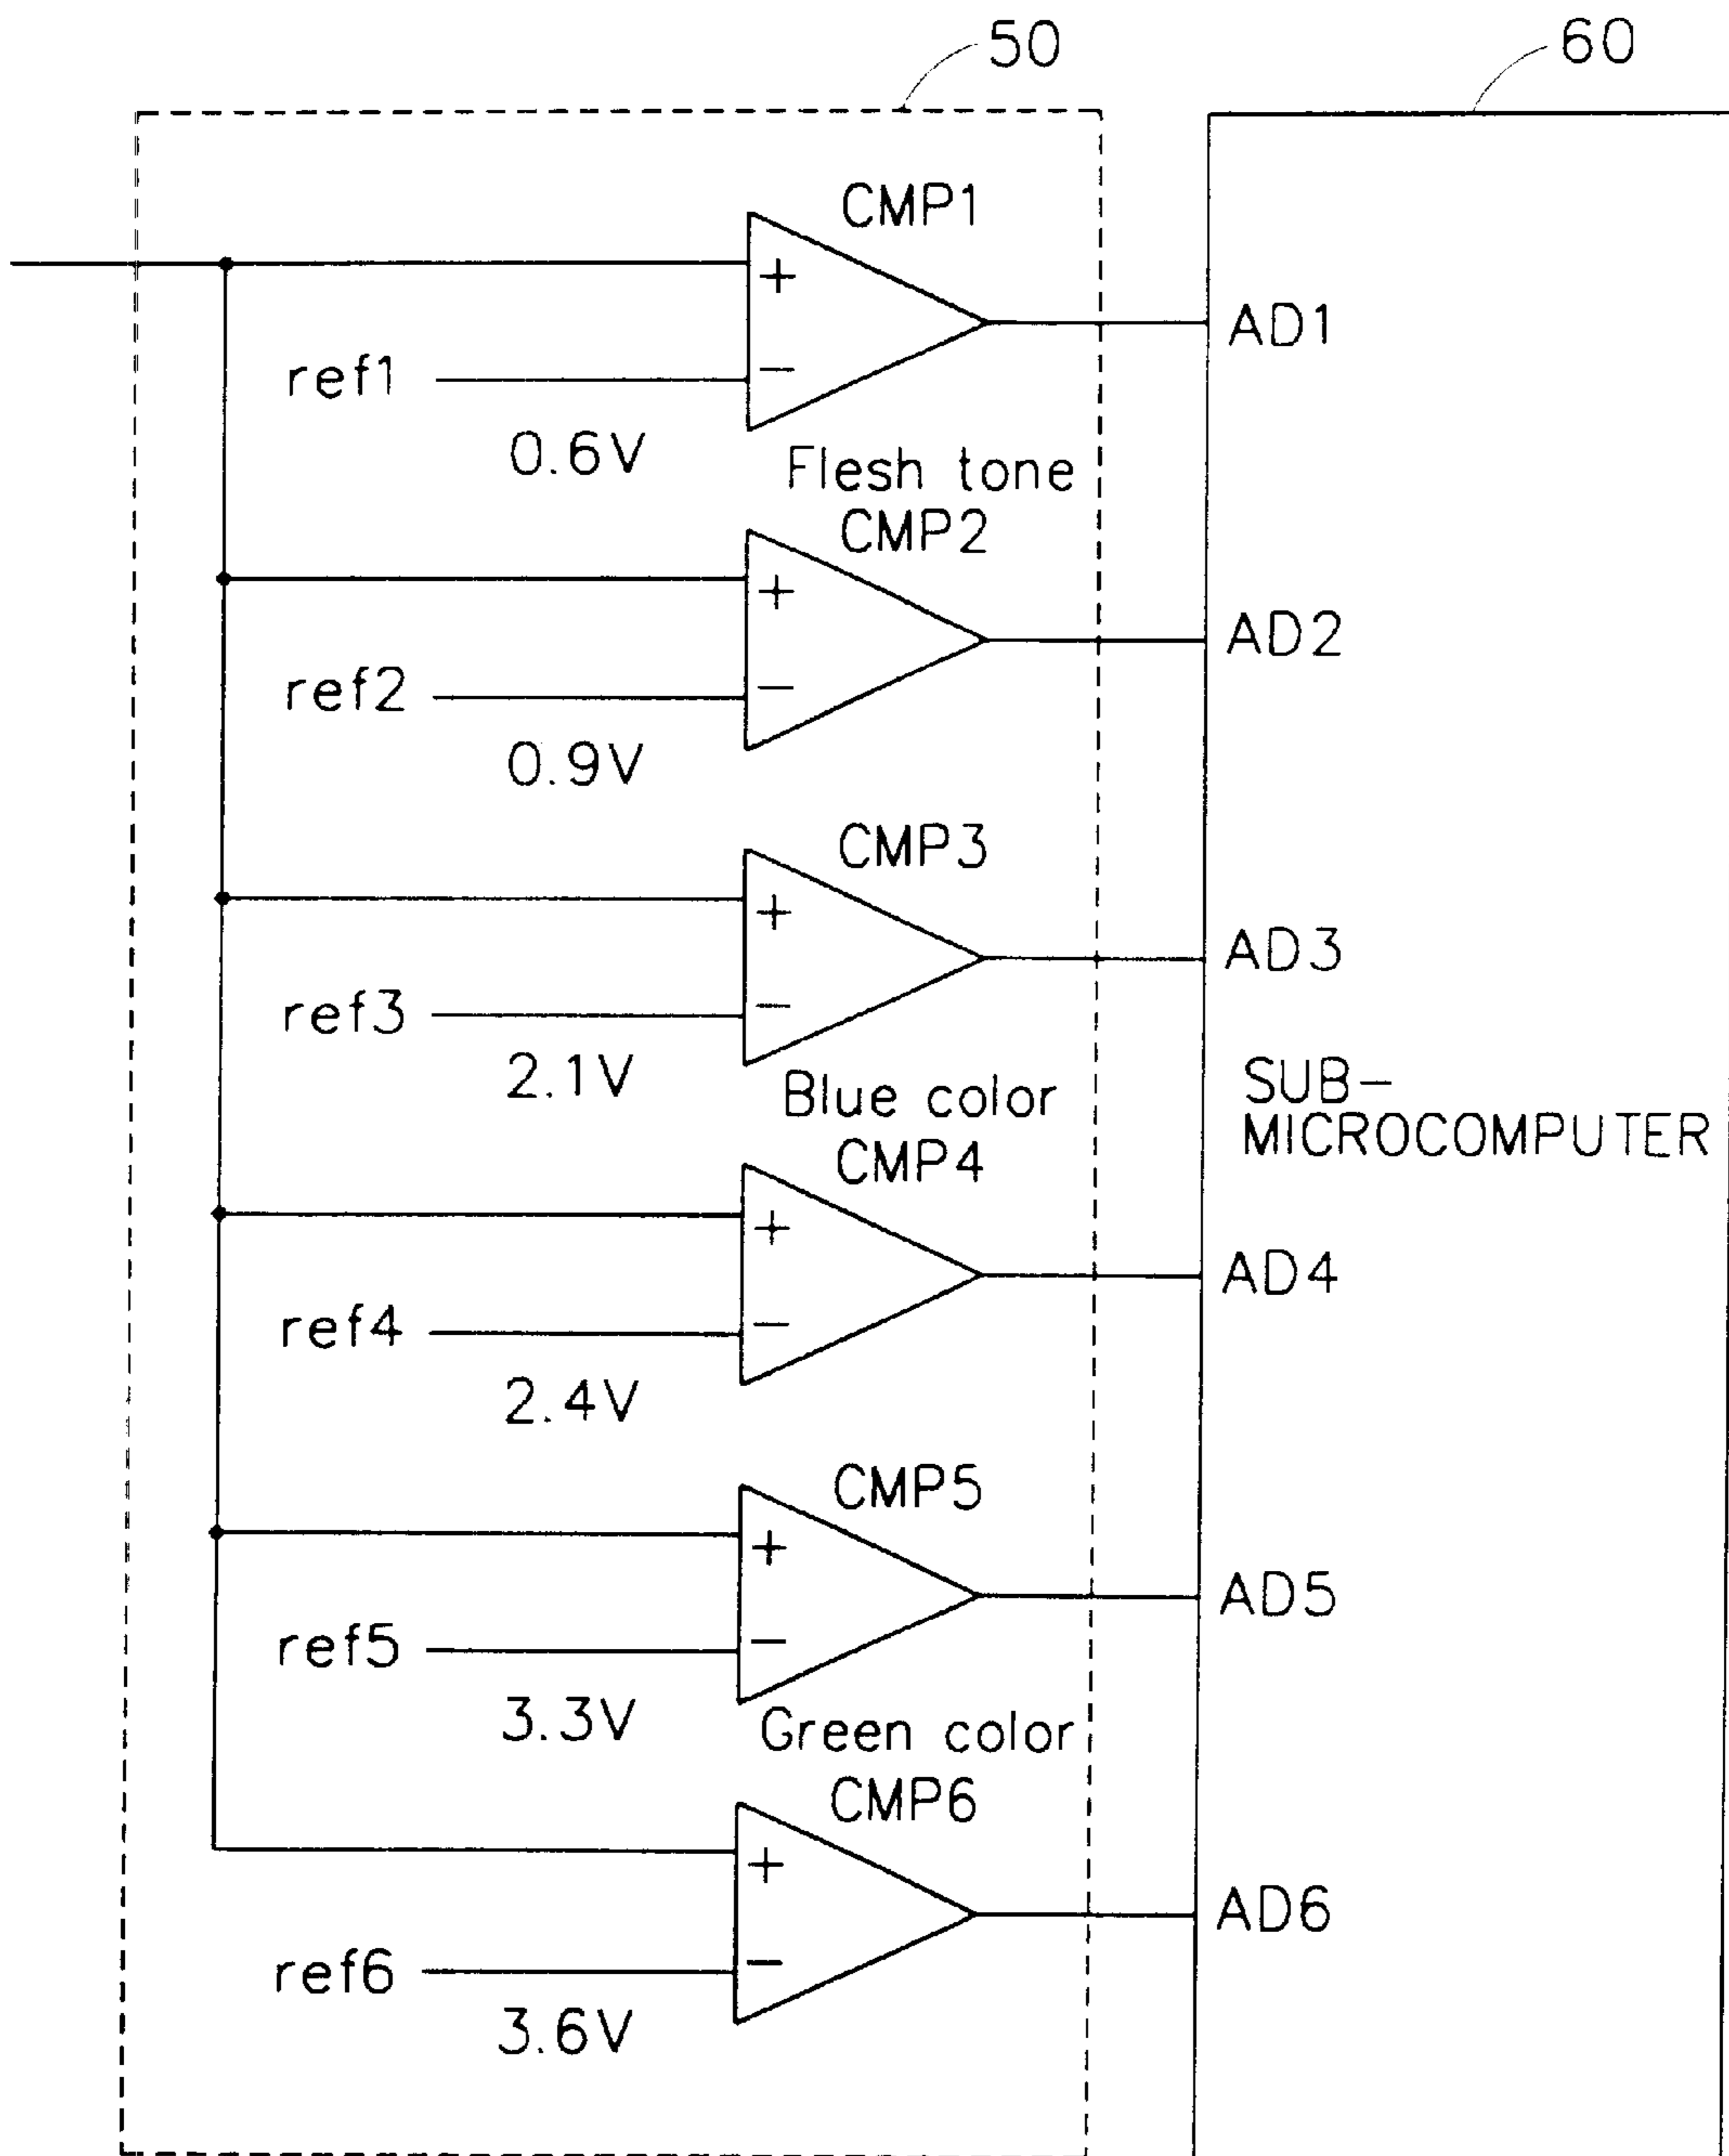 50
60
CMP1
+
AD1
ref1
−
0.6V
Flesh tone
CMP2
+
AD2
ref2
−
0.9V
CMP3
+
AD3
ref3
−
2.1V
SUB−
MICROCOMPUTER
Blue color
CMP4
+
AD4
ref4
−
2.4V
CMP5
+
AD5
ref5
−
3.3V
Green color
CMP6
+
AD6
ref6
−
3.6V